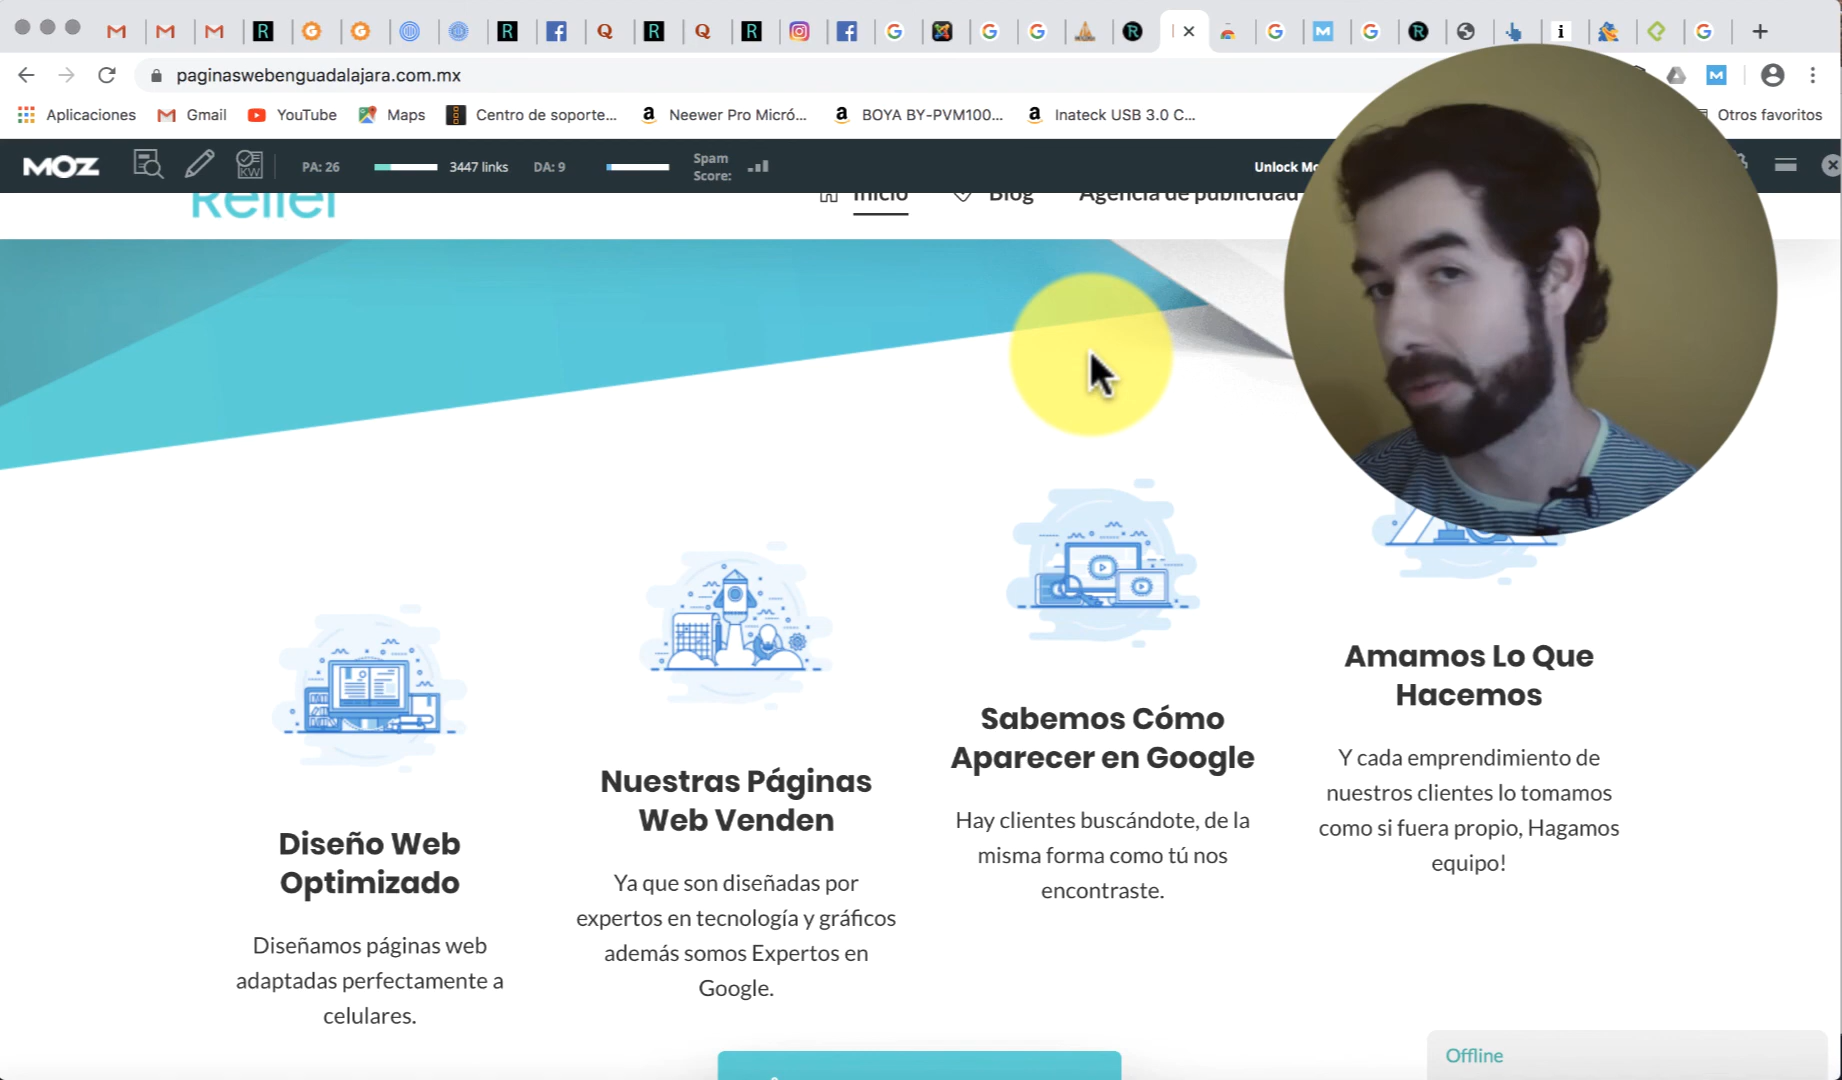 paginaswebenguadalajara.com.mx
Aplicaciones Gmail YouTube Maps Centro de soporte... Neewer Pro Micró... BOYA BY-PVM100... Inateck USB 3.0 C... Otros favoritos
MOZ PA: 26 3447 links DA: 9 Spam Score: Unlock Mo
Relief Inicio Blog Agencia de publicidad
Diseño Web
Optimizado
Diseñamos páginas web
adaptadas perfectamente a
celulares.
Nuestras Páginas
Web Venden
Ya que son diseñadas por
expertos en tecnología y gráficos
además somos Expertos en
Google.
Sabemos Cómo
Aparecer en Google
Hay clientes buscándote, de la
misma forma como tú nos
encontraste.
Amamos Lo Que
Hacemos
Y cada emprendimiento de
nuestros clientes lo tomamos
como si fuera propio, Hagamos
equipo!
Offline